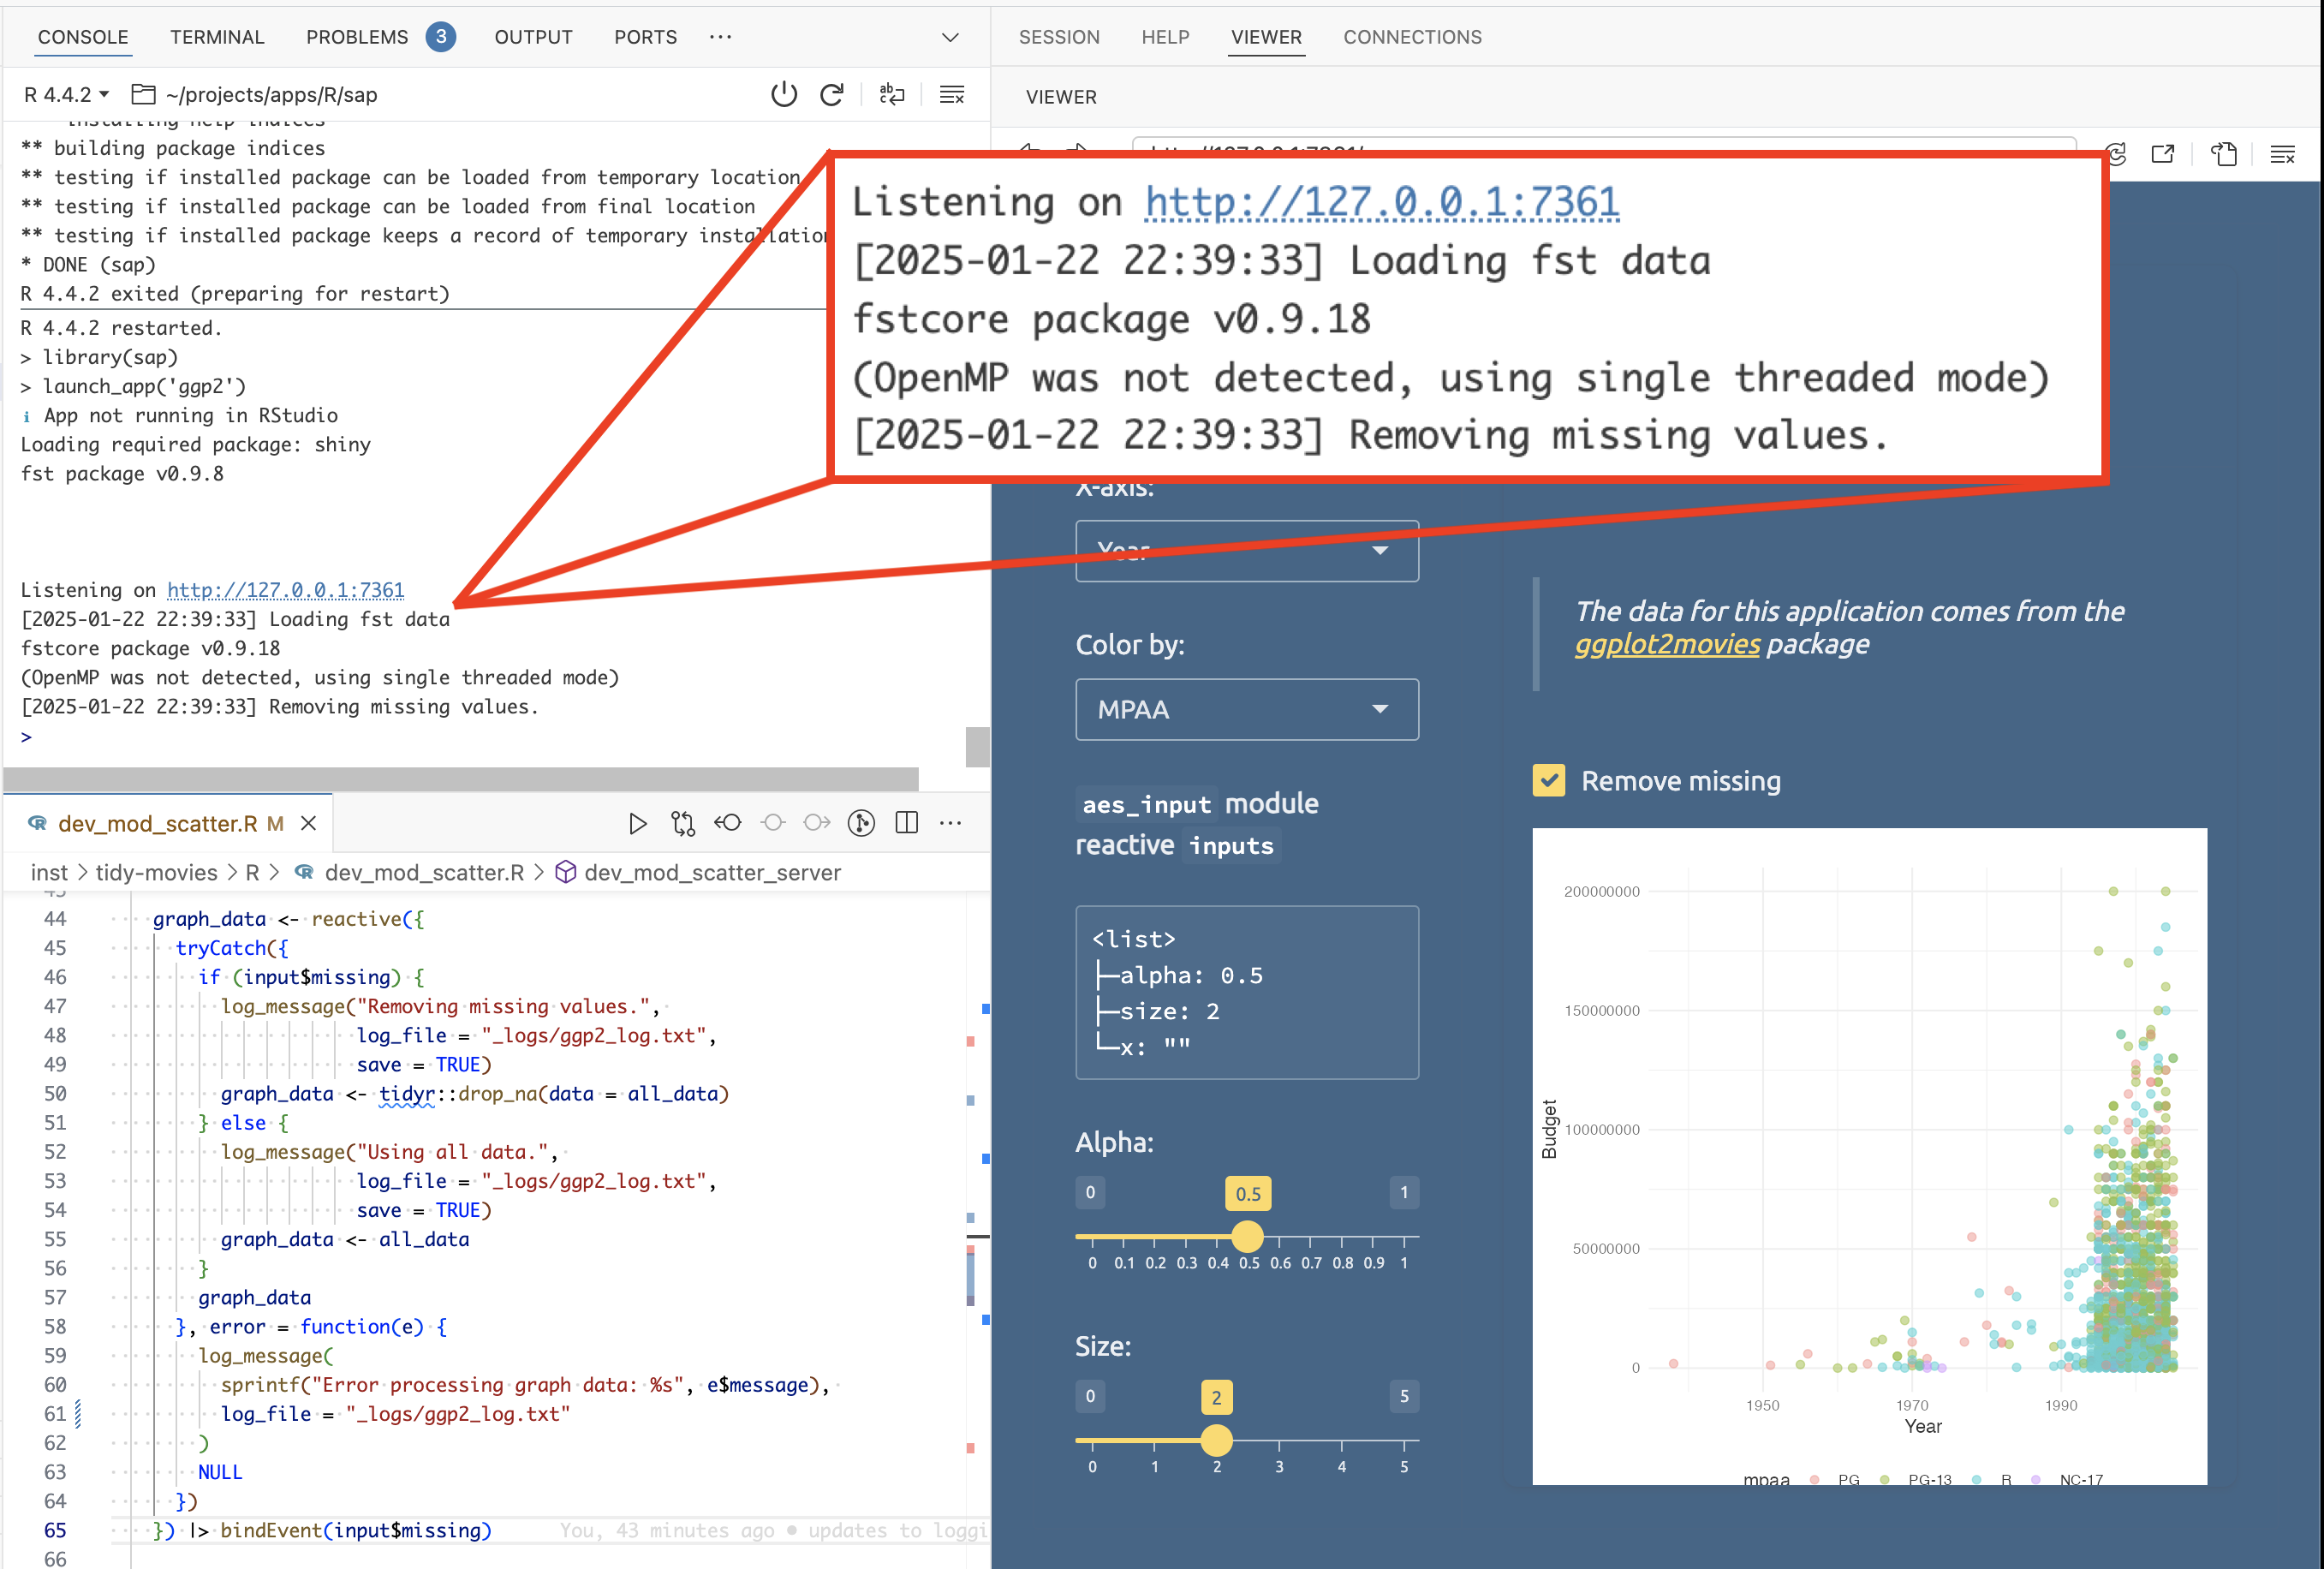 CONSOLE TERMINAL PROBLEMS 3 OUTPUT PORTS ···
R 4.4.2 ~/projects/apps/R/sap
installing help indices
** building package indices
** testing if installed package can be loaded from temporary location
** testing if installed package can be loaded from final location
** testing if installed package keeps a record of temporary installation
* DONE (sap)
R 4.4.2 exited (preparing for restart)
R 4.4.2 restarted.
> library(sap)
> launch_app('ggp2')
i App not running in RStudio
Loading required package: shiny
fst package v0.9.8
Listening on http://127.0.0.1:7361
[2025-01-22 22:39:33] Loading fst data
fstcore package v0.9.18
(OpenMP was not detected, using single threaded mode)
[2025-01-22 22:39:33] Removing missing values.
>
dev_mod_scatter.R M
inst > tidy-movies > R > dev_mod_scatter.R > dev_mod_scatter_server
43
44 graph_data <- reactive({
45 tryCatch({
46 if (input$missing) {
47 log_message("Removing missing values.",
48 log_file = "_logs/ggp2_log.txt",
49 save = TRUE)
50 graph_data <- tidyr::drop_na(data = all_data)
51 } else {
52 log_message("Using all data.",
53 log_file = "_logs/ggp2_log.txt",
54 save = TRUE)
55 graph_data <- all_data
56 }
57 graph_data
58 }, error = function(e) {
59 log_message(
60 sprintf("Error processing graph data: %s", e$message),
61 log_file = "_logs/ggp2_log.txt"
62 )
63 NULL
64 })
65 }) |> bindEvent(input$missing) You, 43 minutes ago • updates to loggi
66
SESSION HELP VIEWER CONNECTIONS
VIEWER
http://127.0.0.1:7361/
Listening on http://127.0.0.1:7361
[2025-01-22 22:39:33] Loading fst data
fstcore package v0.9.18
(OpenMP was not detected, using single threaded mode)
[2025-01-22 22:39:33] Removing missing values.
X-axis:
Year
Color by:
MPAA
aes_input module
reactive inputs
<list>
├─alpha: 0.5
├─size: 2
└─x: ""
Alpha:
0 0.5 1
0 0.1 0.2 0.3 0.4 0.5 0.6 0.7 0.8 0.9 1
Size:
0 2 5
0 1 2 3 4 5
The data for this application comes from the
ggplot2movies package
Remove missing
200000000
150000000
100000000
50000000
0
Budget
1950 1970 1990
Year
mpaa PG PG-13 R NC-17